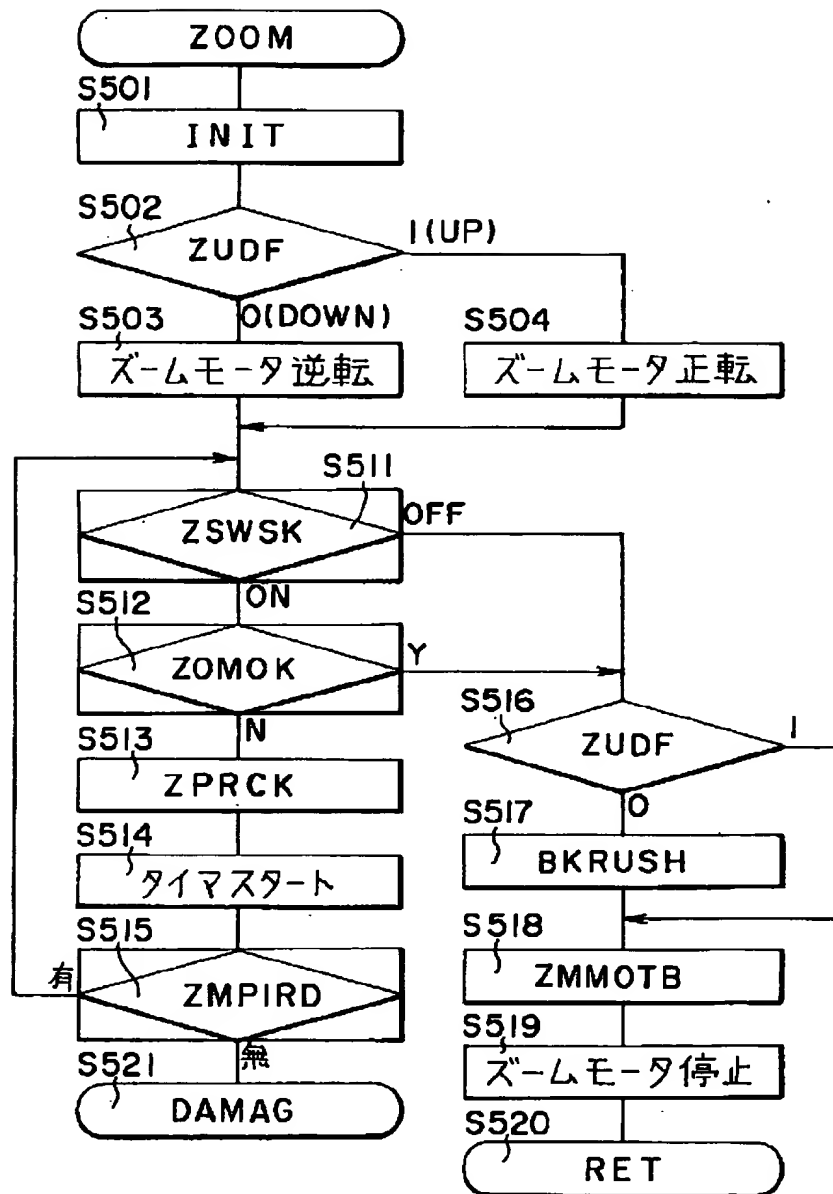 ZOOM
S501
INIT
S502
ZUDF
1(UP)
0(DOWN)
S503
ズームモータ逆転
S504
ズームモータ正転
S511
ZSWSK
OFF
ON
S512
ZOMOK
Y
N
S513
ZPRCK
S514
タイマスタート
S515
ZMPIRD
有
無
S521
DAMAG
S516
ZUDF
1
0
S517
BKRUSH
S518
ZMMOTB
S519
ズームモータ停止
S520
RET